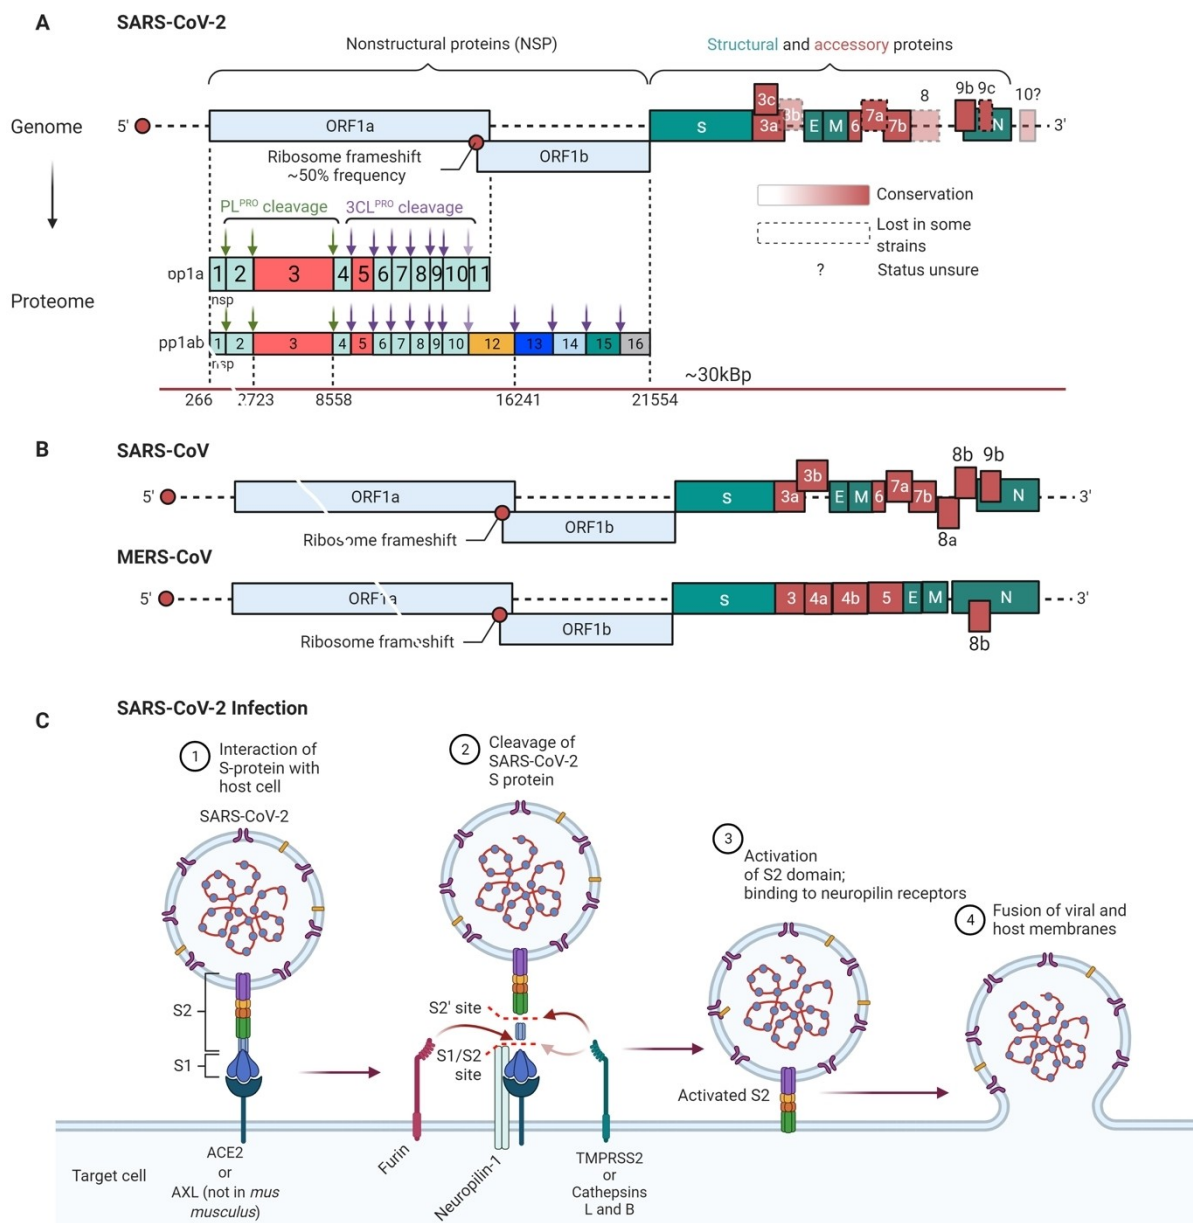 A
SARS-CoV-2
Nonstructural proteins (NSP)
Structural and accessory proteins
Genome
5'
ORF1a
ORF1b
Ribosome frameshift
~50% frequency
S
3c
3a
3b
E
M
6
7a
7b
8
9b
9c
N
10?
3'
Conservation
Lost in some
strains
?
Status unsure
PLPRO cleavage
3CLPRO cleavage
pp1a
1 2 3 4 5 6 7 8 9 10 11
nsp
Proteome
pp1ab
1 2 3 4 5 6 7 8 9 10 12 13 14 15 16
nsp
~30kBp
266 2723 8558 16241 21554
B
SARS-CoV
5'
ORF1a
ORF1b
Ribosome frameshift
S
3a
3b
E
M
6
7a
7b
8a
8b
9b
N
3'
MERS-CoV
5'
ORF1a
ORF1b
Ribosome frameshift
S
3
4a
4b
5
E
M
N
8b
3'
C
SARS-CoV-2 Infection
1
Interaction of
S-protein with
host cell
SARS-CoV-2
S2
S1
ACE2
or
AXL (not in mus
musculus)
Target cell
2
Cleavage of
SARS-CoV-2
S protein
S2' site
S1/S2
site
Furin
Neuropilin-1
TMPRSS2
or
Cathepsins
L and B
3
Activation
of S2 domain;
binding to neuropilin receptors
Activated S2
4
Fusion of viral and
host membranes